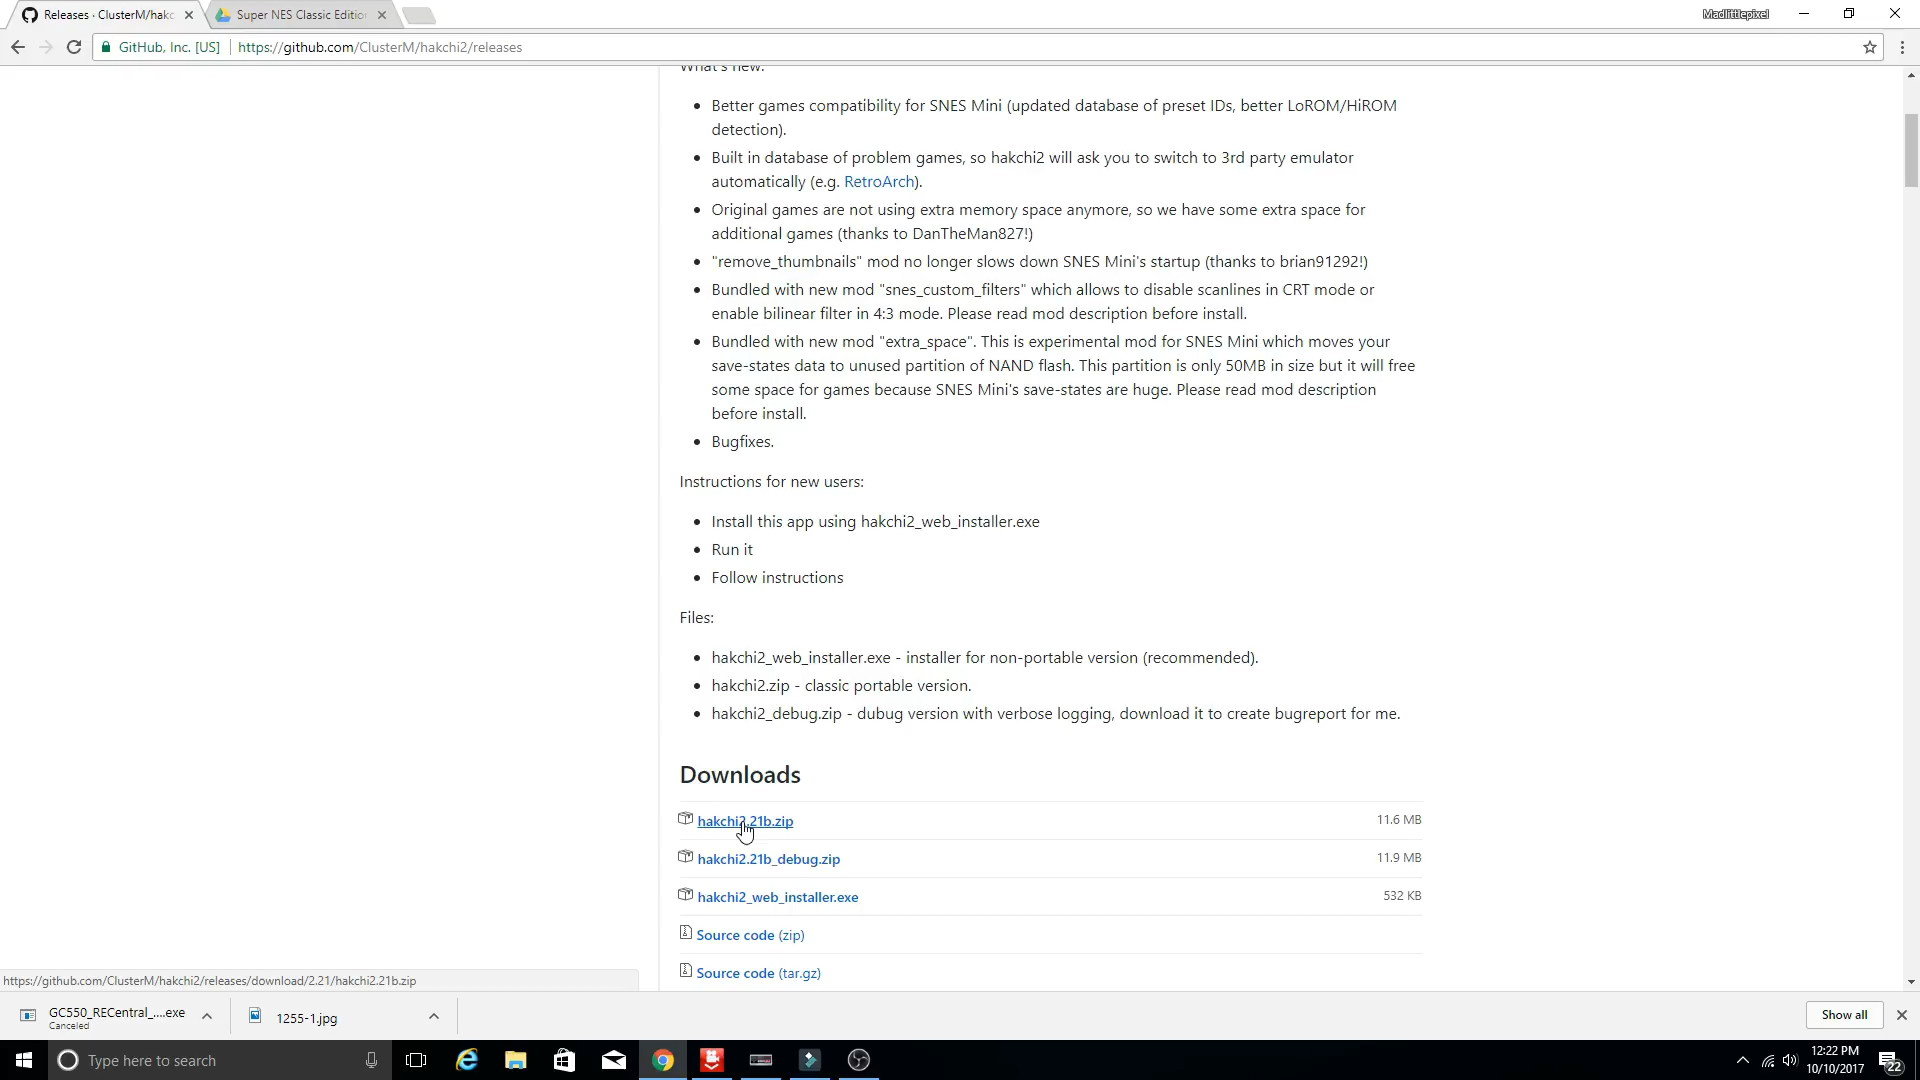 Releases · ClusterM/hakc
Super NES Classic Editio
Madlittlepixel
GitHub, Inc. [US]
https://github.com/ClusterM/hakchi2/releases
What's new:
Better games compatibility for SNES Mini (updated database of preset IDs, better LoROM/HiROM
detection).
Built in database of problem games, so hakchi2 will ask you to switch to 3rd party emulator
automatically (e.g. RetroArch).
Original games are not using extra memory space anymore, so we have some extra space for
additional games (thanks to DanTheMan827!)
"remove_thumbnails" mod no longer slows down SNES Mini's startup (thanks to brian91292!)
Bundled with new mod "snes_custom_filters" which allows to disable scanlines in CRT mode or
enable bilinear filter in 4:3 mode. Please read mod description before install.
Bundled with new mod "extra_space". This is experimental mod for SNES Mini which moves your
save-states data to unused partition of NAND flash. This partition is only 50MB in size but it will free
some space for games because SNES Mini's save-states are huge. Please read mod description
before install.
Bugfixes.
Instructions for new users:
Install this app using hakchi2_web_installer.exe
Run it
Follow instructions
Files:
hakchi2_web_installer.exe - installer for non-portable version (recommended).
hakchi2.zip - classic portable version.
hakchi2_debug.zip - dubug version with verbose logging, download it to create bugreport for me.
Downloads
hakchi2.21b.zip
11.6 MB
hakchi2.21b_debug.zip
11.9 MB
hakchi2_web_installer.exe
532 KB
Source code (zip)
Source code (tar.gz)
https://github.com/ClusterM/hakchi2/releases/download/2.21/hakchi2.21b.zip
GC550_RECentral_....exe
Canceled
1255-1.jpg
Show all
Type here to search
12:22 PM
10/10/2017
22